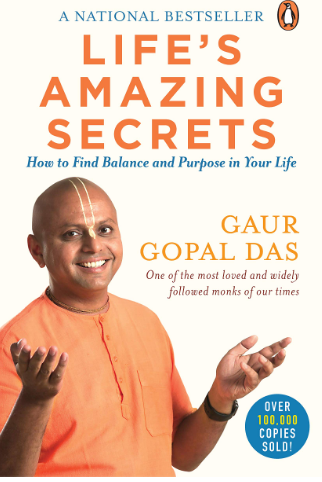 A NATIONAL BESTSELLER
LIFE'S
AMAZING
SECRETS
How to Find Balance and Purpose in Your Life
GAUR
GOPAL DAS
One of the most loved and widely
followed monks of our times
OVER
100,000
COPIES
SOLD!